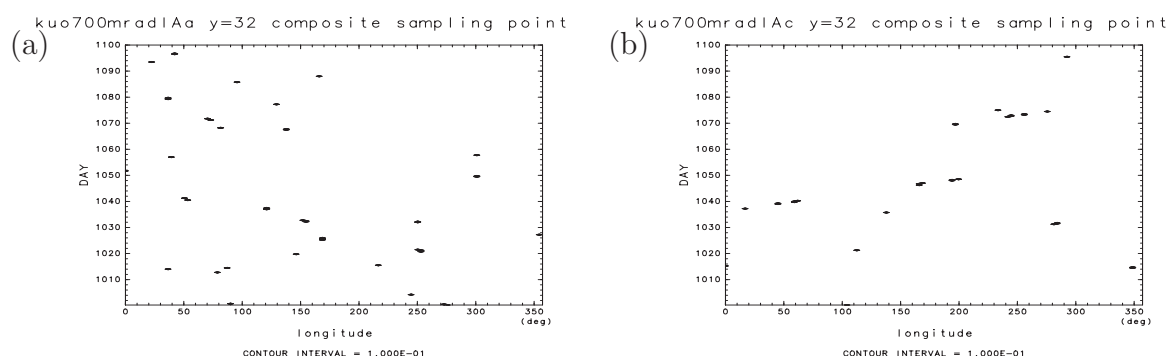 kuo700mradlAa y=32 composite sampling point
(a)
1100
1090
1080
1070
1060
1050
1040
1030
1020
1010
DAY
0 50 100 150 200 250 300 350
(deg)
longitude
CONTOUR INTERVAL = 1.000E-01
kuo700mradlAc y=32 composite sampling point
(b)
1100
1090
1080
1070
1060
1050
1040
1030
1020
1010
DAY
0 50 100 150 200 250 300 350
(deg)
longitude
CONTOUR INTERVAL = 1.000E-01